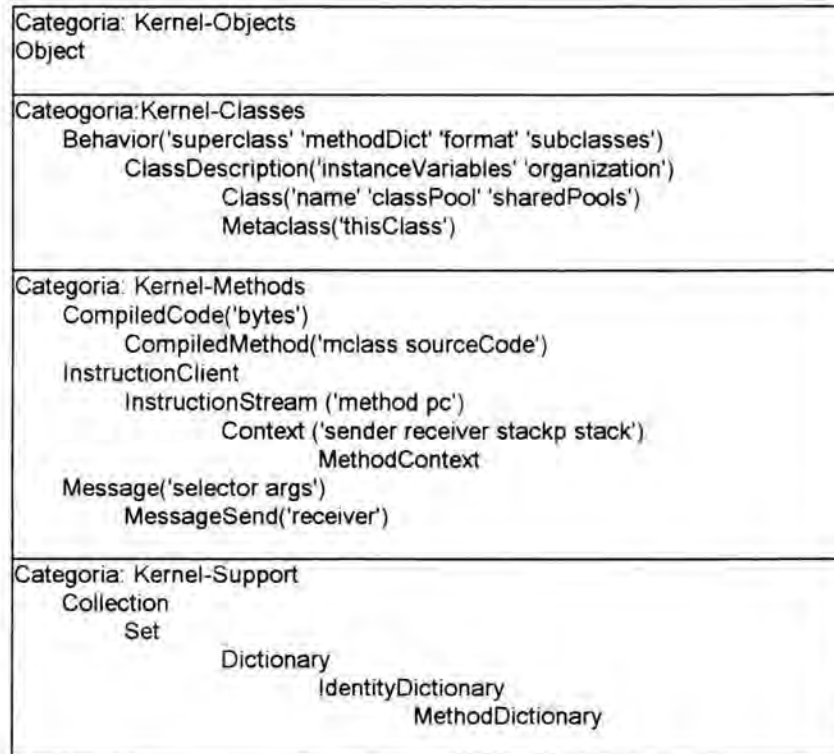 Categoria: Kernel-Objects
Object
Cateogoria:Kernel-Classes
Behavior('superclass' 'methodDict' 'format' 'subclasses')
ClassDescription('instanceVariables' 'organization')
Class('name' 'classPool' 'sharedPools')
Metaclass('thisClass')
Categoria: Kernel-Methods
CompiledCode('bytes')
CompiledMethod('mclass sourceCode')
InstructionClient
InstructionStream ('method pc')
Context ('sender receiver stackp stack')
MethodContext
Message('selector args')
MessageSend('receiver')
Categoria: Kernel-Support
Collection
Set
Dictionary
IdentityDictionary
MethodDictionary